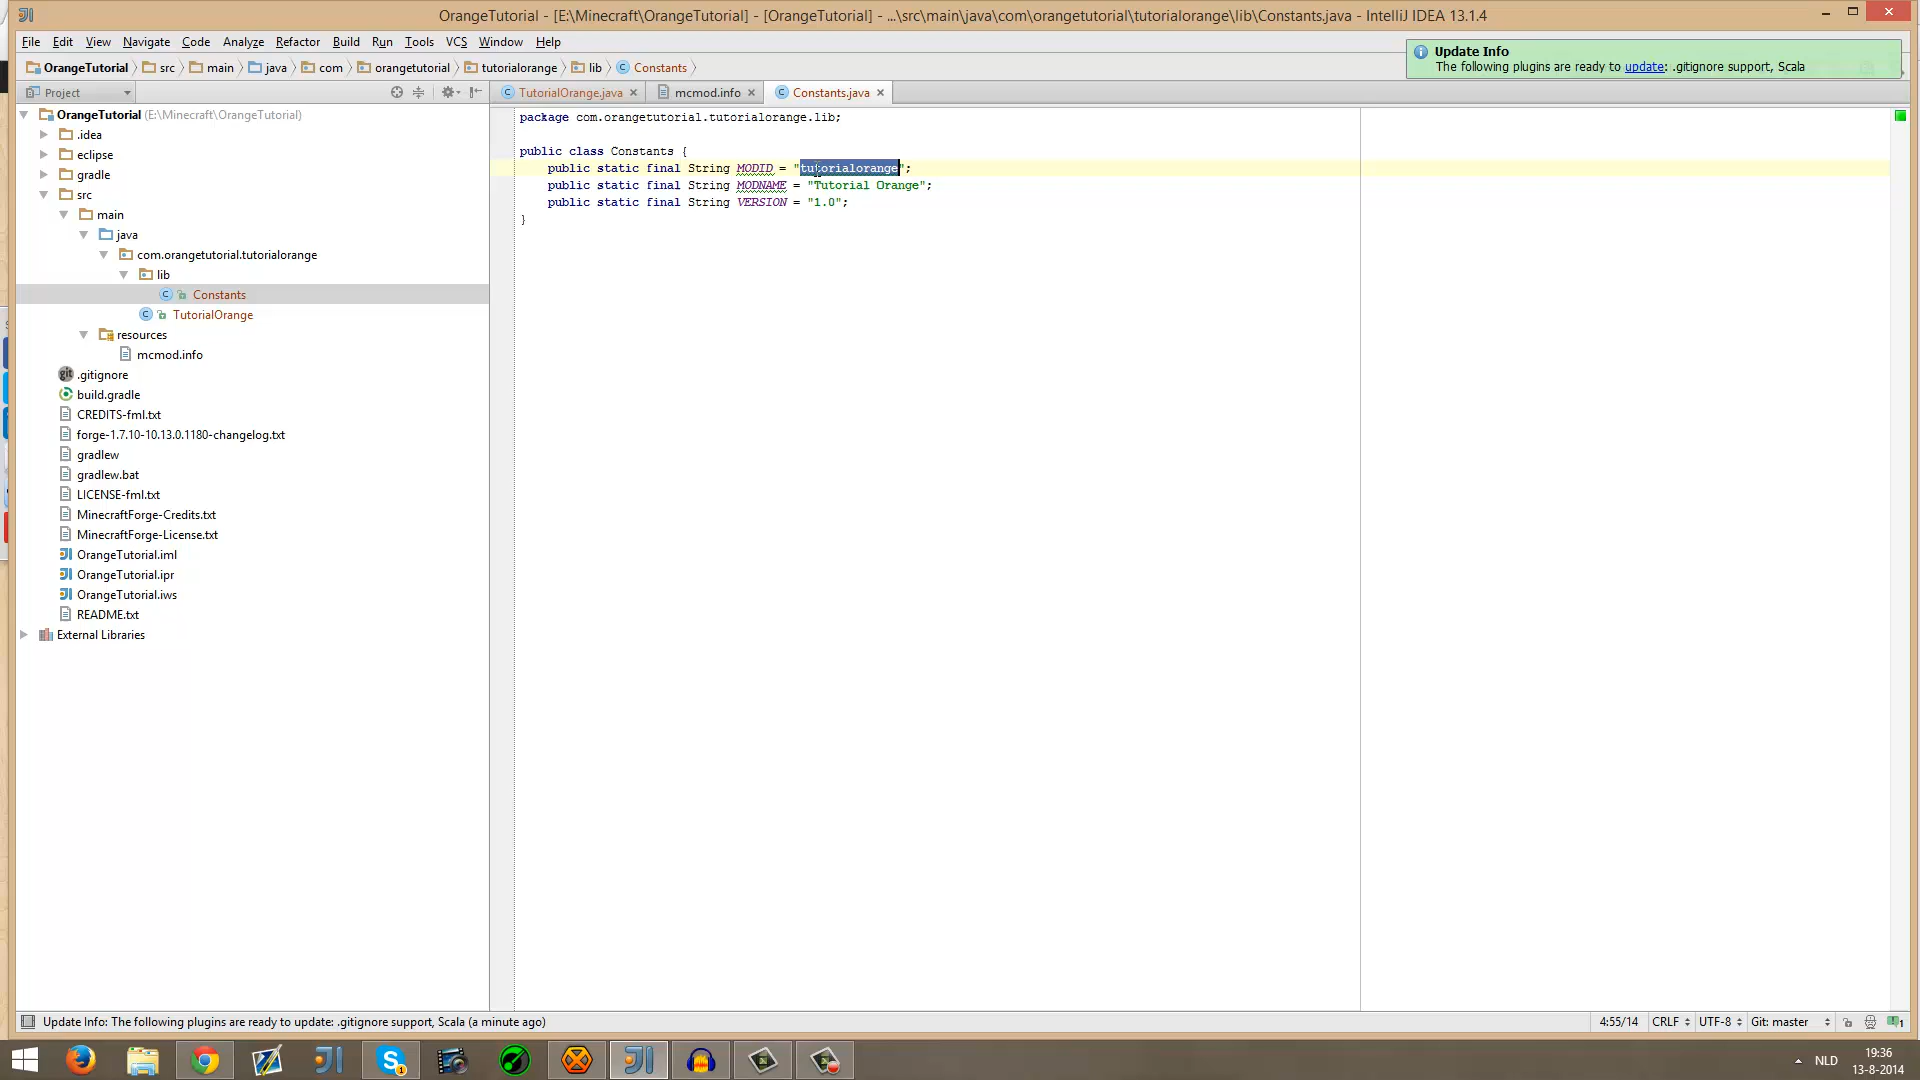 OrangeTutorial - [E:\Minecraft\OrangeTutorial] - [OrangeTutorial] - ...\src\main\java\com\orangetutorial\tutorialorange\lib\Constants.java - IntelliJ IDEA 13.1.4
File Edit View Navigate Code Analyze Refactor Build Run Tools VCS Window Help
Update Info
The following plugins are ready to update: .gitignore support, Scala
OrangeTutorial src main java com orangetutorial tutorialorange lib Constants
Project
TutorialOrange.java mcmod.info Constants.java
OrangeTutorial (E:\Minecraft\OrangeTutorial)
.idea
eclipse
gradle
src
main
java
com.orangetutorial.tutorialorange
lib
Constants
TutorialOrange
resources
mcmod.info
.gitignore
build.gradle
CREDITS-fml.txt
forge-1.7.10-10.13.0.1180-changelog.txt
gradlew
gradlew.bat
LICENSE-fml.txt
MinecraftForge-Credits.txt
MinecraftForge-License.txt
OrangeTutorial.iml
OrangeTutorial.ipr
OrangeTutorial.iws
README.txt
External Libraries
package com.orangetutorial.tutorialorange.lib;
public class Constants {
public static final String MODID = "tutorialorange";
public static final String MODNAME = "Tutorial Orange";
public static final String VERSION = "1.0";
}
Update Info: The following plugins are ready to update: .gitignore support, Scala (a minute ago)
4:55/14 CRLF UTF-8 Git: master
NLD
19:36
13-8-2014